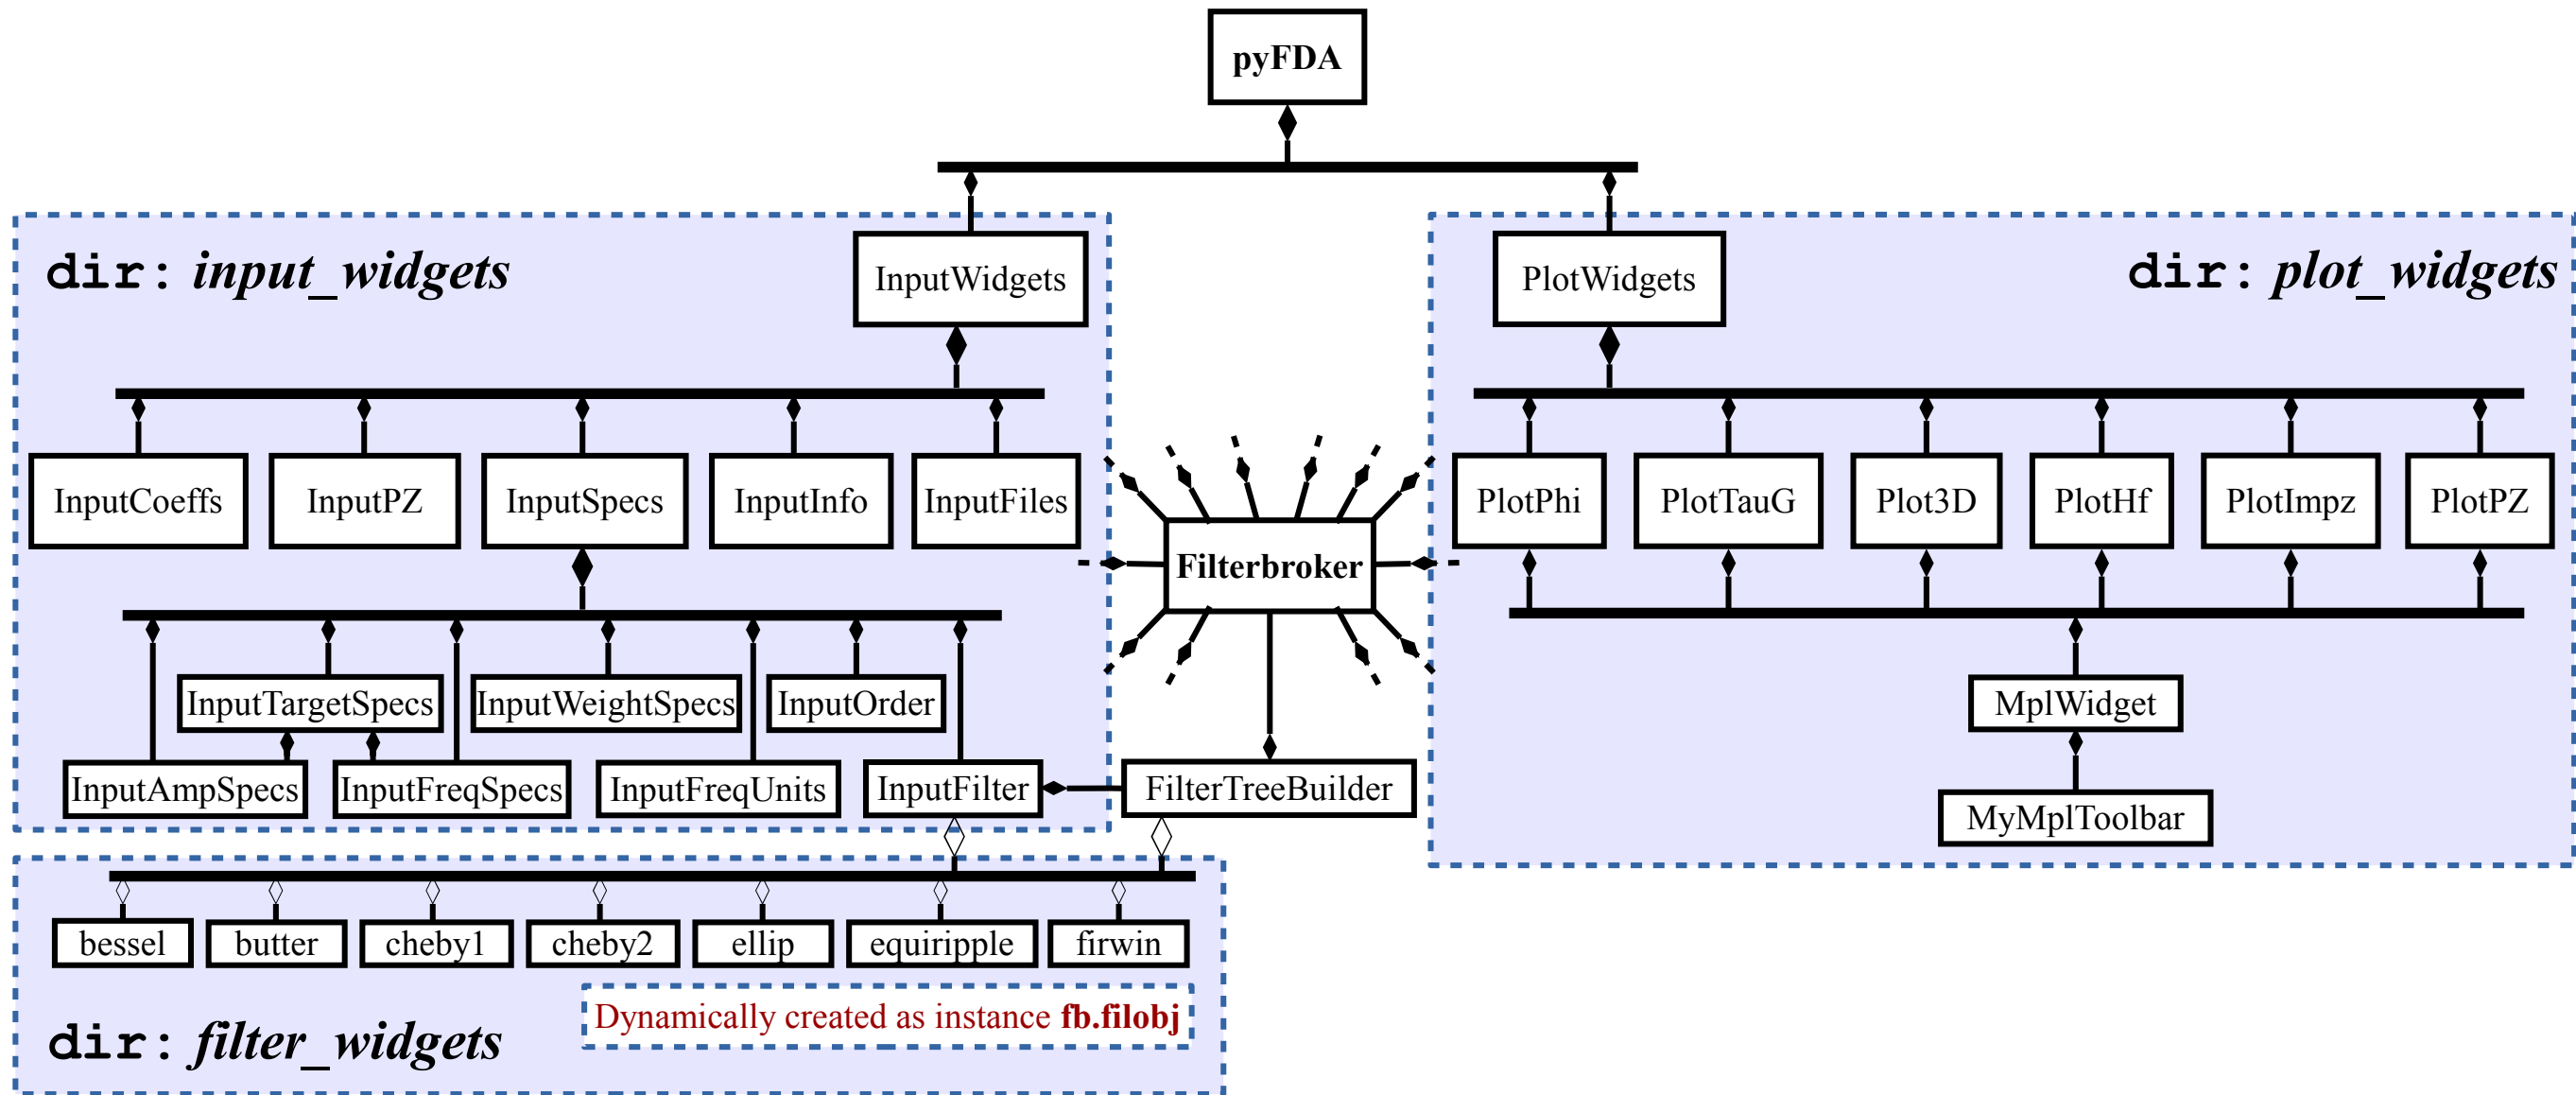 pyFDA
dir: input_widgets
InputWidgets
PlotWidgets
dir: plot_widgets
InputCoeffs
InputPZ
InputSpecs
InputInfo
InputFiles
PlotPhi
PlotTauG
Plot3D
PlotHf
PlotImpz
PlotPZ
Filterbroker
InputTargetSpecs
InputWeightSpecs
InputOrder
MplWidget
InputAmpSpecs
InputFreqSpecs
InputFreqUnits
InputFilter
FilterTreeBuilder
MyMplToolbar
bessel
butter
cheby1
cheby2
ellip
equiripple
firwin
Dynamically created as instance fb.filobj
dir: filter_widgets